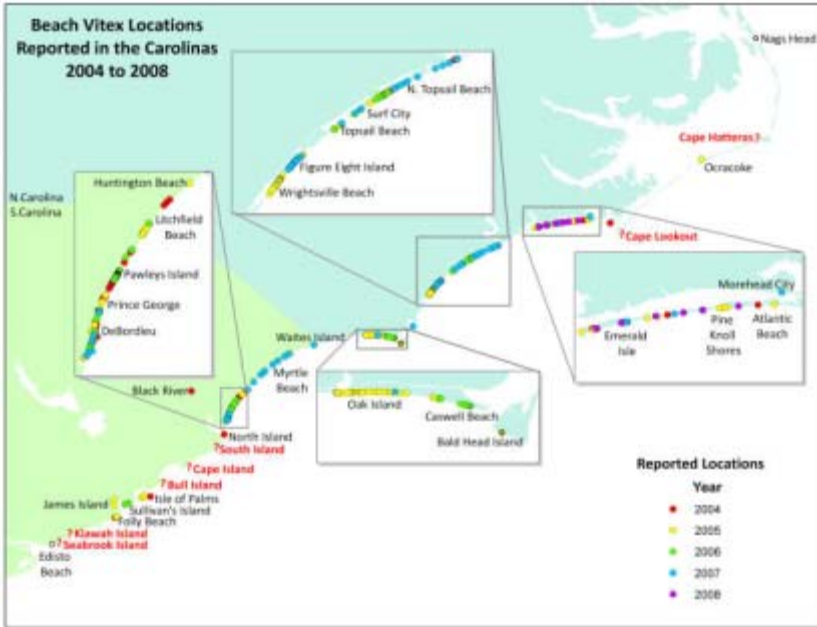 Beach Vitex Locations
Reported in the Carolinas
2004 to 2008
Nags Head
N. Topsail Beach
Surf City
Topsail Beach
Figure Eight Island
Wrightsville Beach
Cape Hatteras?
Ocracoke
Huntington Beach
N.Carolina
S.Carolina
Litchfield
Beach
Pawleys Island
Prince George
DeBordieu
?Cape Lookout
Morehead City
Emerald
Isle
Pine
Knoll
Shores
Atlantic
Beach
Waites Island
Myrtle
Beach
Black River
Oak Island
Caswell Beach
Bald Head Island
North Island
?South Island
?Cape Island
?Bull Island
Isle of Palms
James Island
Sullivan's Island
Folly Beach
?Kiawah Island
?Seabrook Island
Edisto
Beach
Reported Locations
Year
2004
2005
2006
2007
2008